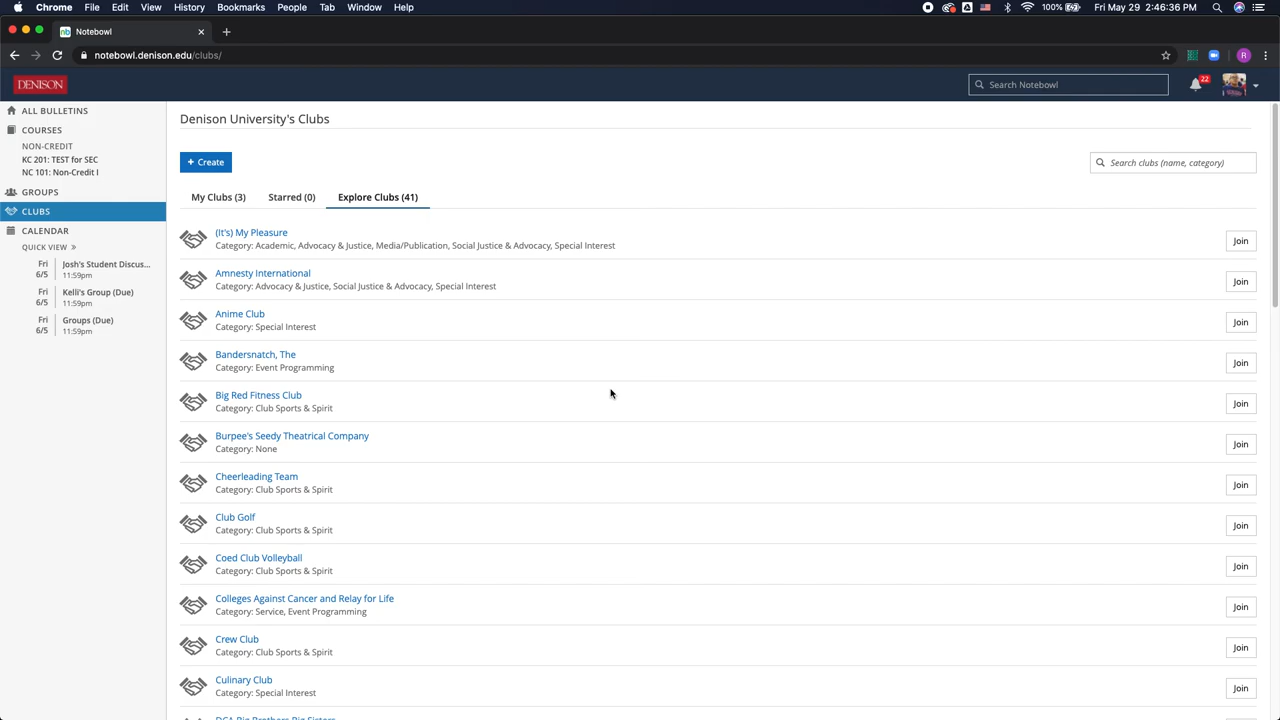 Chrome File Edit View History Bookmarks People Tab Window Help 100% Fri May 29 2:46:36 PM
nb Notebowl
notebowl.denison.edu/clubs/ R
DENISON Search Notebowl 22
ALL BULLETINS
COURSES
NON-CREDIT
KC 201: TEST for SEC
NC 101: Non-Credit I
GROUPS
CLUBS
CALENDAR
QUICK VIEW »
Fri Josh's Student Discus...
6/5 11:59pm
Fri Kelli's Group (Due)
6/5 11:59pm
Fri Groups (Due)
6/5 11:59pm
Denison University's Clubs
+ Create Search clubs (name, category)
My Clubs (3) Starred (0) Explore Clubs (41)
(It's) My Pleasure
Category: Academic, Advocacy & Justice, Media/Publication, Social Justice & Advocacy, Special Interest
Join
Amnesty International
Category: Advocacy & Justice, Social Justice & Advocacy, Special Interest
Join
Anime Club
Category: Special Interest
Join
Bandersnatch, The
Category: Event Programming
Join
Big Red Fitness Club
Category: Club Sports & Spirit
Join
Burpee's Seedy Theatrical Company
Category: None
Join
Cheerleading Team
Category: Club Sports & Spirit
Join
Club Golf
Category: Club Sports & Spirit
Join
Coed Club Volleyball
Category: Club Sports & Spirit
Join
Colleges Against Cancer and Relay for Life
Category: Service, Event Programming
Join
Crew Club
Category: Club Sports & Spirit
Join
Culinary Club
Category: Special Interest
Join
DCA Big Brothers Big Sisters